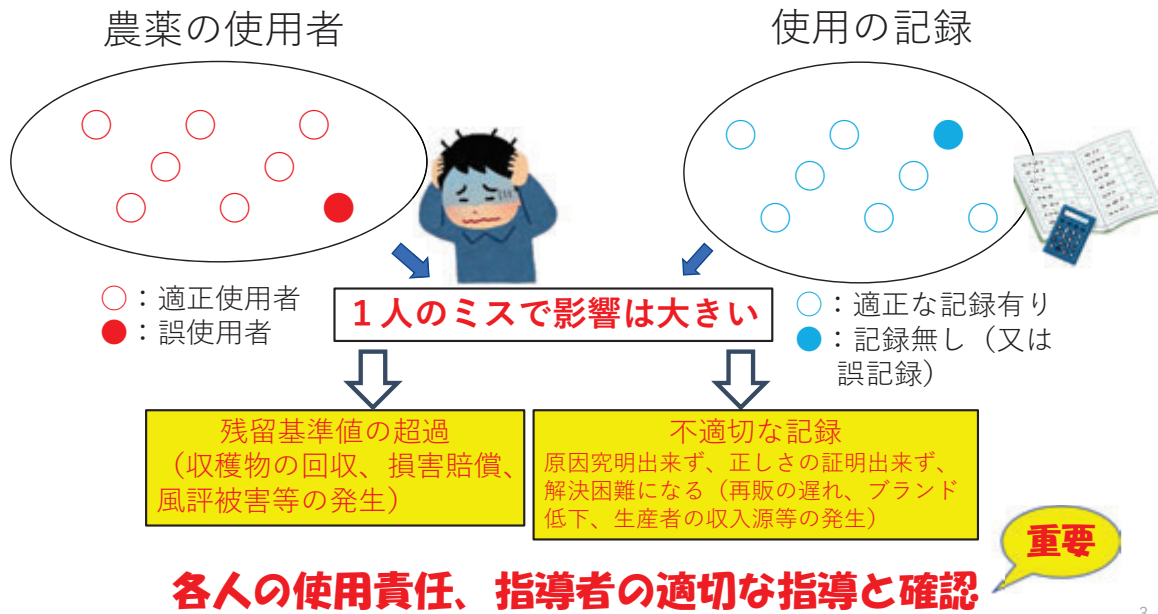 農薬の使用者
使用の記録
○：適正使用者
●：誤使用者
○：適正な記録有り
●：記録無し（又は
誤記録）
１人のミスで影響は大きい
残留基準値の超過
（収穫物の回収、損害賠償、
風評被害等の発生）
不適切な記録
原因究明出来ず、正しさの証明出来ず、
解決困難になる（再販の遅れ、ブランド
低下、生産者の収入源等の発生）
重要
各人の使用責任、指導者の適切な指導と確認
3